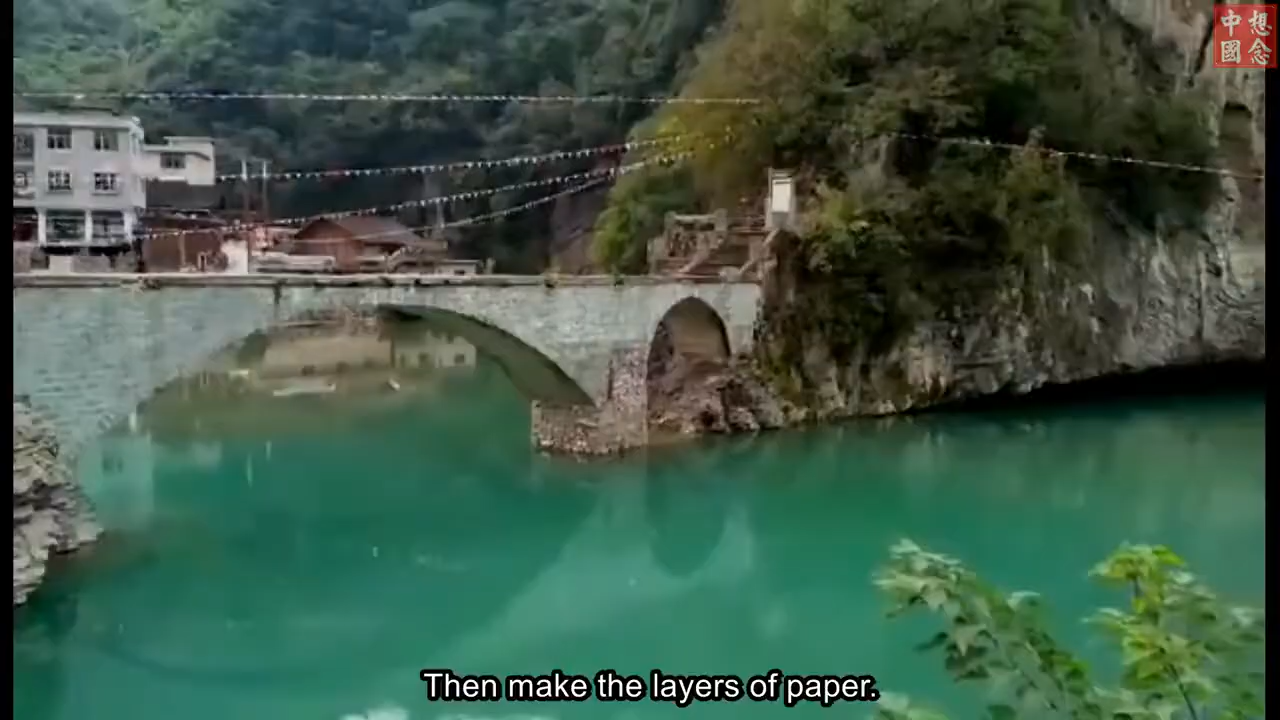 中想
國念
Then make the layers of paper.